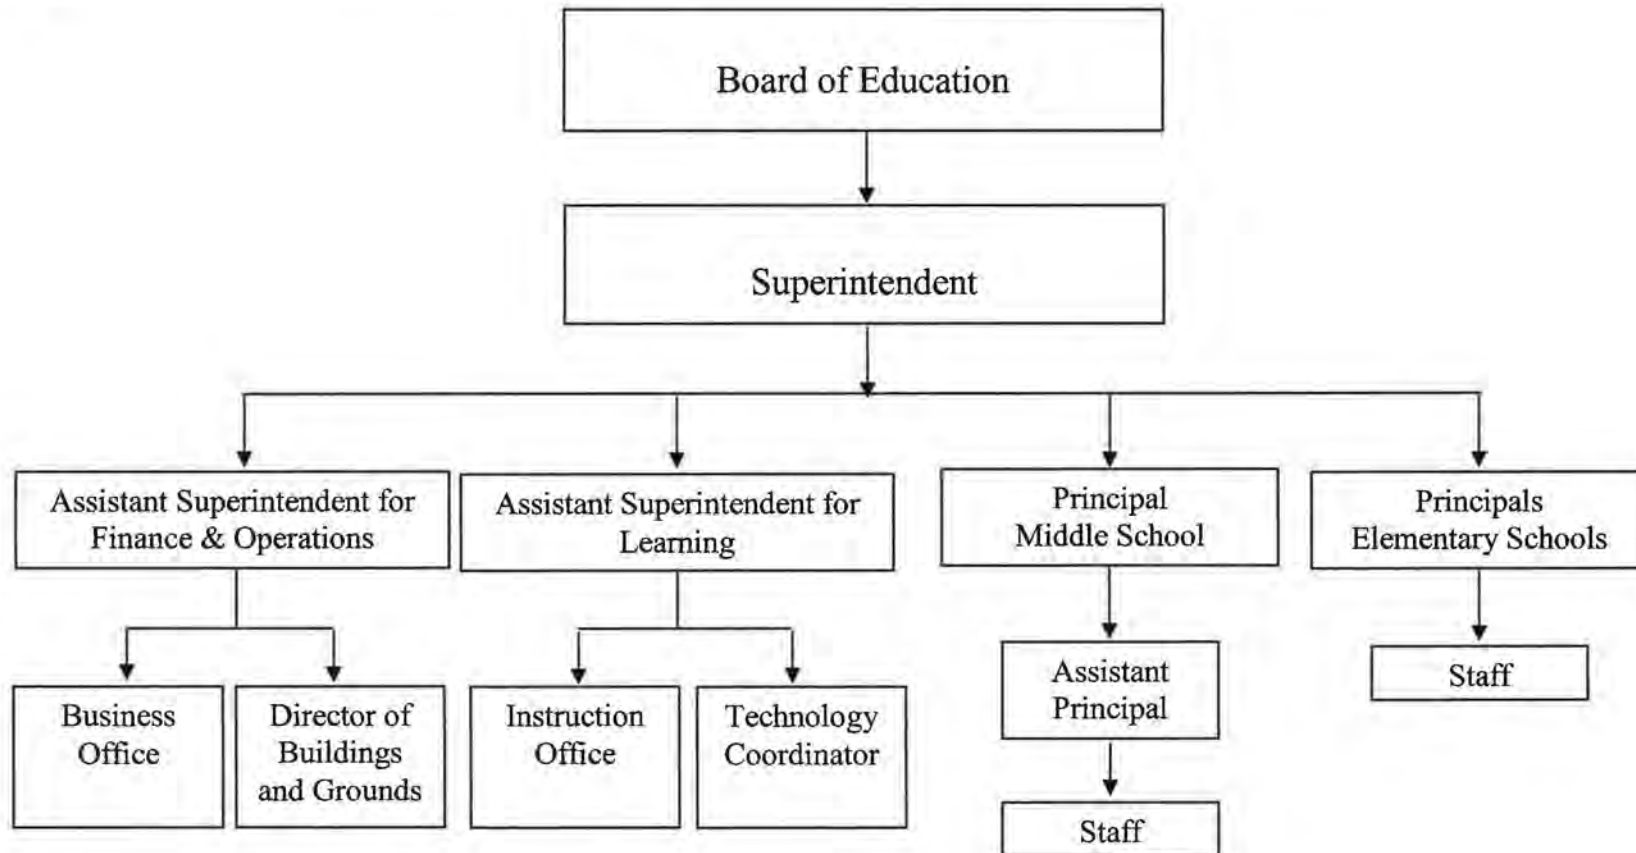 Board of Education
Superintendent
Assistant Superintendent for
Finance & Operations
Assistant Superintendent for
Learning
Principal
Middle School
Principals
Elementary Schools
Business
Office
Director of
Buildings
and Grounds
Instruction
Office
Technology
Coordinator
Assistant
Principal
Staff
Staff